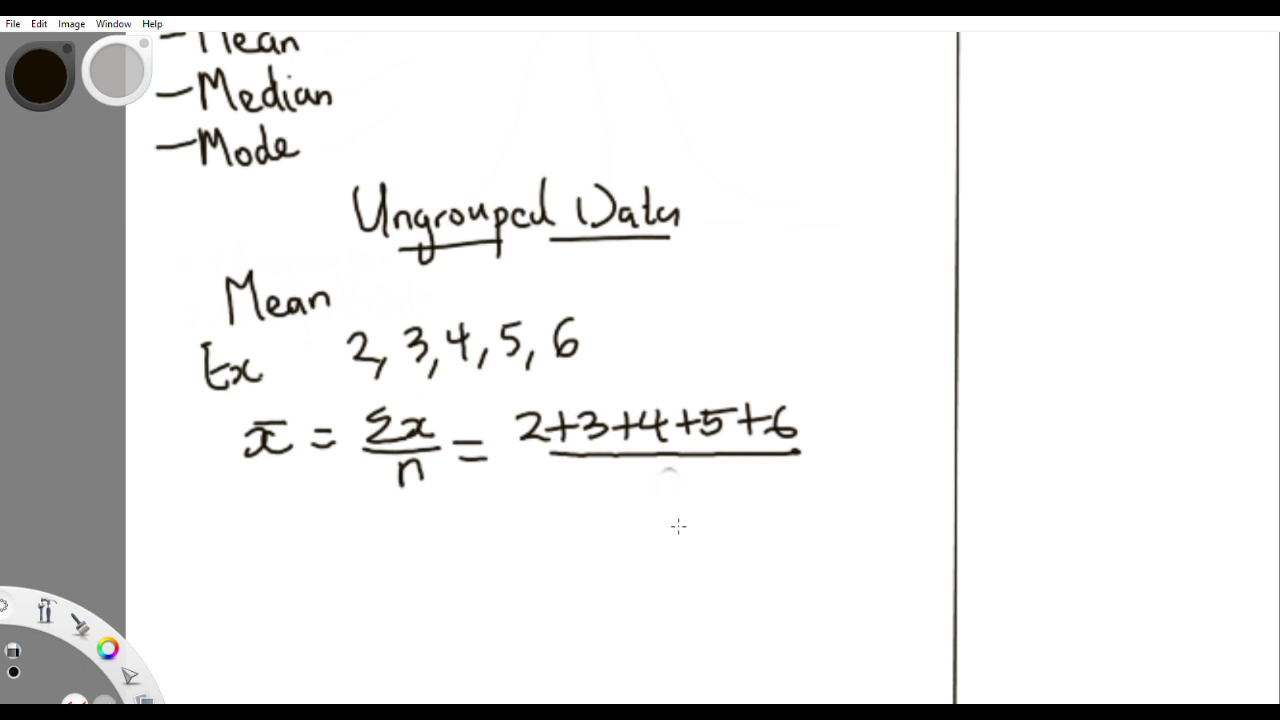 File Edit Image Window Help
- Mean
- Median
- Mode
Ungrouped Data
Mean
Ex 2, 3, 4, 5, 6
x̄ = Σx/n = 2+3+4+5+6